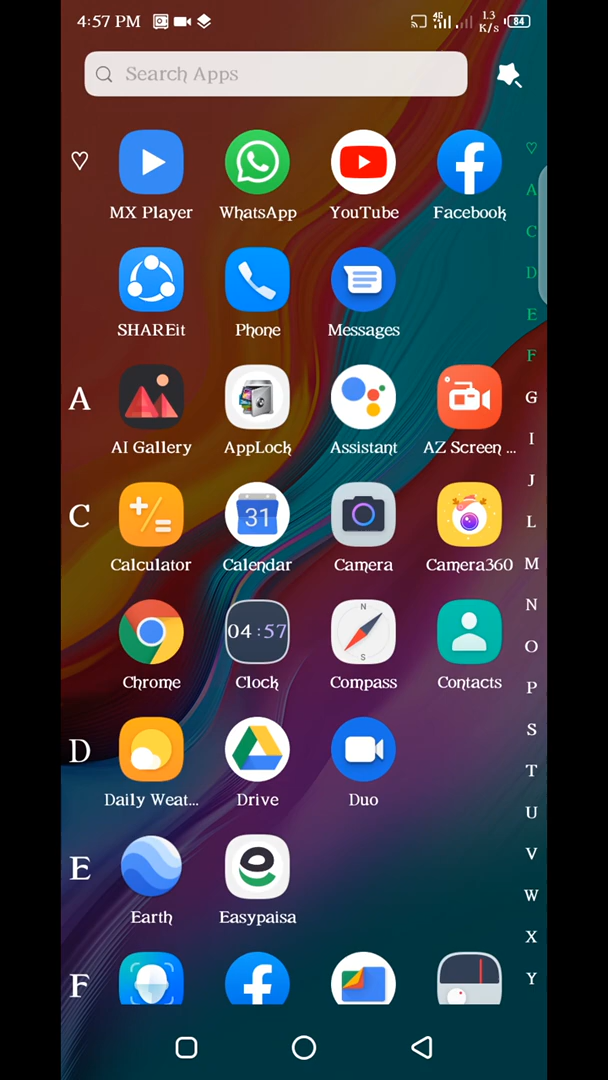 4:57 PM 4G 1.3 K/s 84
Search Apps
♡
MX Player WhatsApp YouTube Facebook
SHAREit Phone Messages
A
AI Gallery AppLock Assistant AZ Screen ...
C
31
Calculator Calendar Camera Camera360
04:57 N S
Chrome Clock Compass Contacts
D
Daily Weat... Drive Duo
E
Earth Easypaisa
F
♡
A
C
D
E
F
G
I
J
L
M
N
O
P
S
T
U
V
W
X
Y